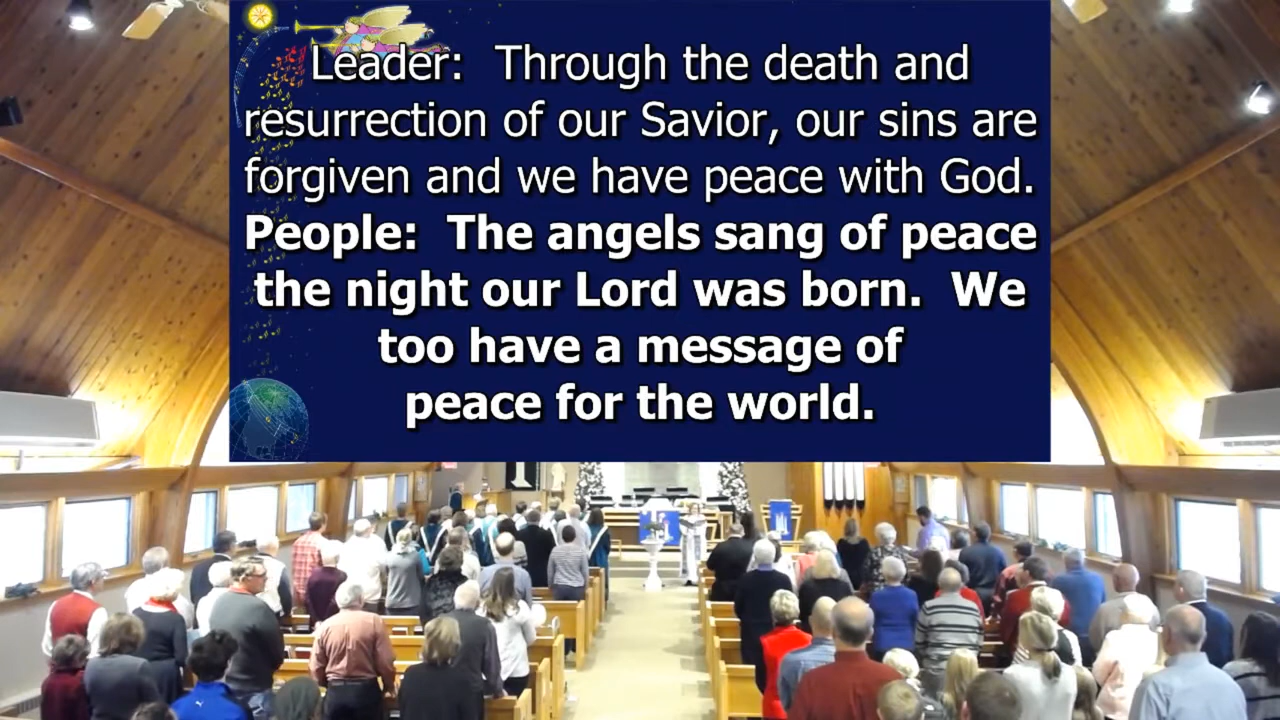 Leader:  Through the death and
resurrection of our Savior, our sins are
forgiven and we have peace with God.
People:  The angels sang of peace
the night our Lord was born.  We
too have a message of
peace for the world.